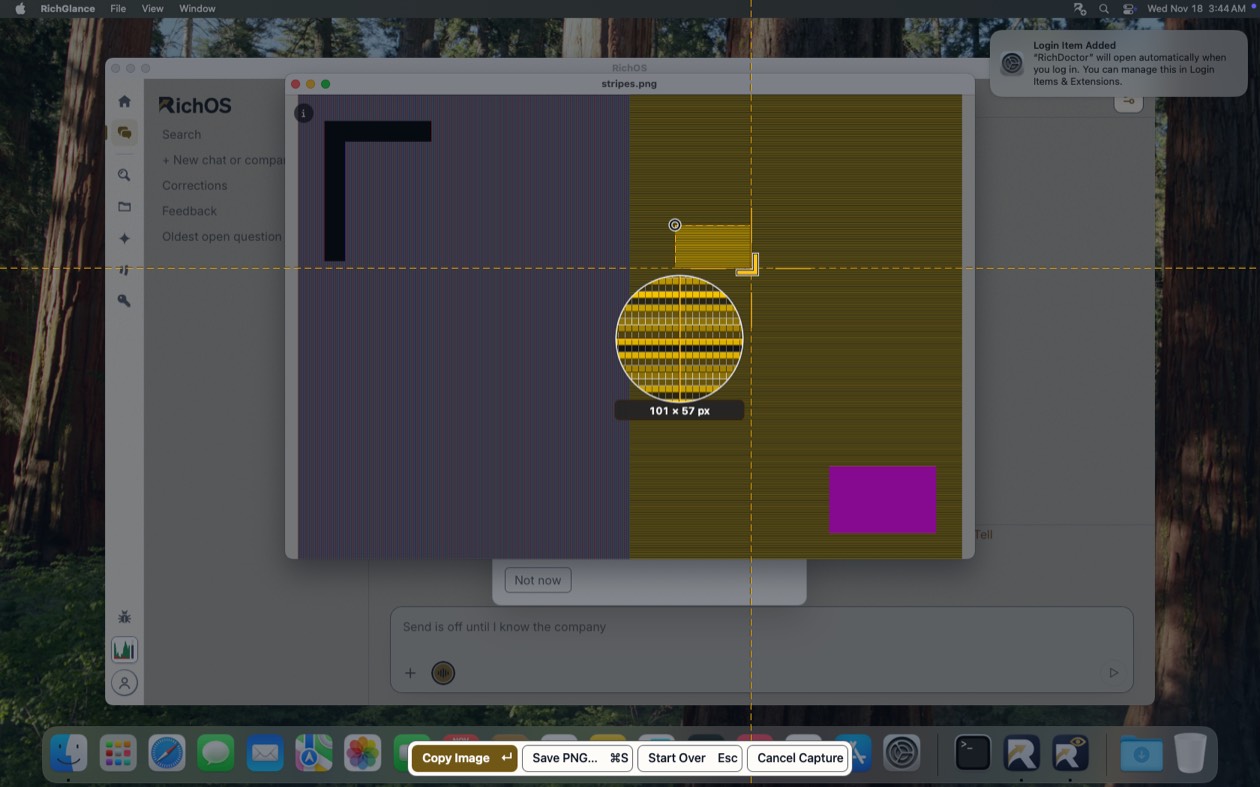 RichGlance File View Window Wed Nov 18 3:44 AM
Login Item Added
“RichDoctor” will open automatically when
you log in. You can manage this in Login
Items & Extensions.
RichOS
stripes.png
RichOS
Search
+ New chat or compa
Corrections
Feedback
Oldest open question
101 × 57 px
Tell
Not now
Send is off until I know the company
Copy Image ↵ Save PNG... ⌘S Start Over Esc Cancel Capture